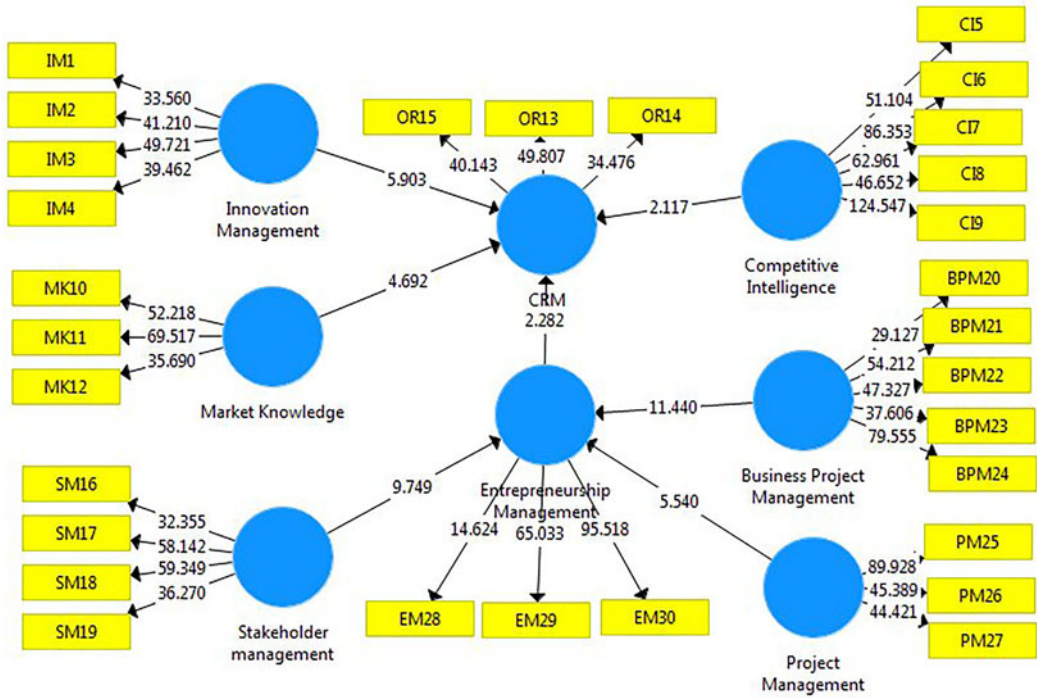 IM1
IM2
IM3
IM4
33.560
41.210
49.721
39.462
Innovation
Management
OR15
OR13
OR14
40.143
49.807
34.476
CI5
CI6
CI7
CI8
CI9
51.104
86.353
62.961
46.652
124.547
Competitive
Intelligence
5.903
2.117
4.692
CRM
2.282
MK10
MK11
MK12
52.218
69.517
35.690
Market Knowledge
BPM20
BPM21
BPM22
BPM23
BPM24
29.127
54.212
47.327
37.606
79.555
Business Project
Management
11.440
9.749
5.540
Entrepreneurship
Management
14.624
65.033
95.518
EM28
EM29
EM30
SM16
SM17
SM18
SM19
32.355
58.142
59.349
36.270
Stakeholder
management
PM25
PM26
PM27
89.928
45.389
44.421
Project
Management